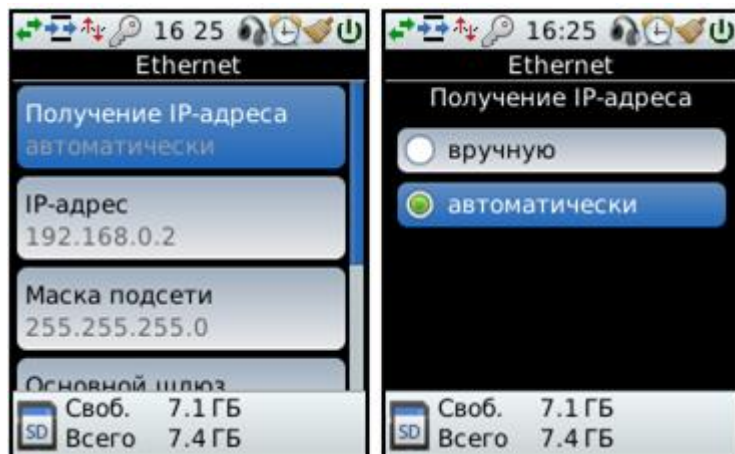 16 25
Ethernet
Получение IP-адреса
автоматически
IP-адрес
192.168.0.2
Маска подсети
255.255.255.0
Основной шлюз
SD
Своб. 7.1 ГБ
Всего 7.4 ГБ
16:25
Ethernet
Получение IP-адреса
вручную
автоматически
SD
Своб. 7.1 ГБ
Всего 7.4 ГБ